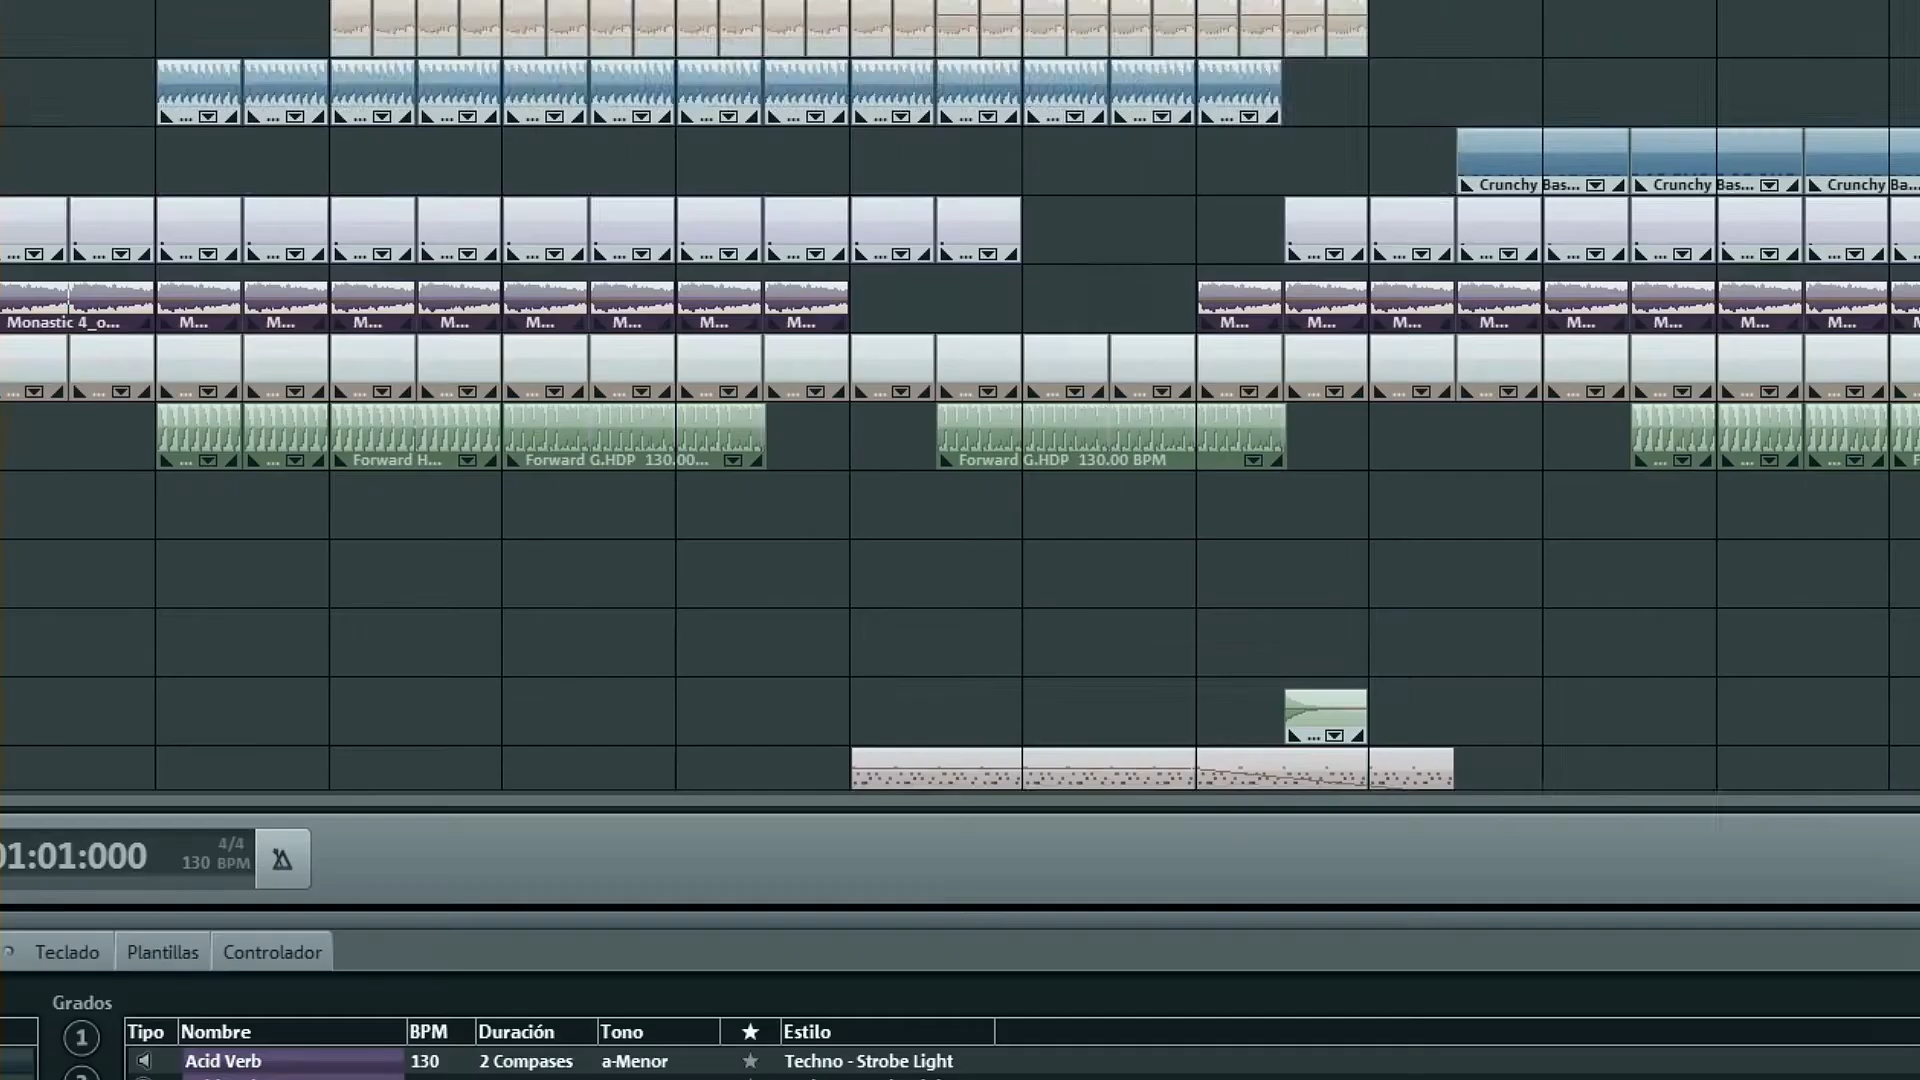 Crunchy Bas... Crunchy Bas... Crunchy Ba...
Monastic 4_o... M... M... M... M... M... M... M... M... M... M... M... M... M... M... M... M...
Forward H... Forward G.HDP 130.00... Forward G.HDP 130.00 BPM
01:01:000
4/4
130 BPM
Teclado Plantillas Controlador
Grados
1
Tipo Nombre BPM Duración Tono ★ Estilo
Acid Verb 130 2 Compases a-Menor ★ Techno - Strobe Light